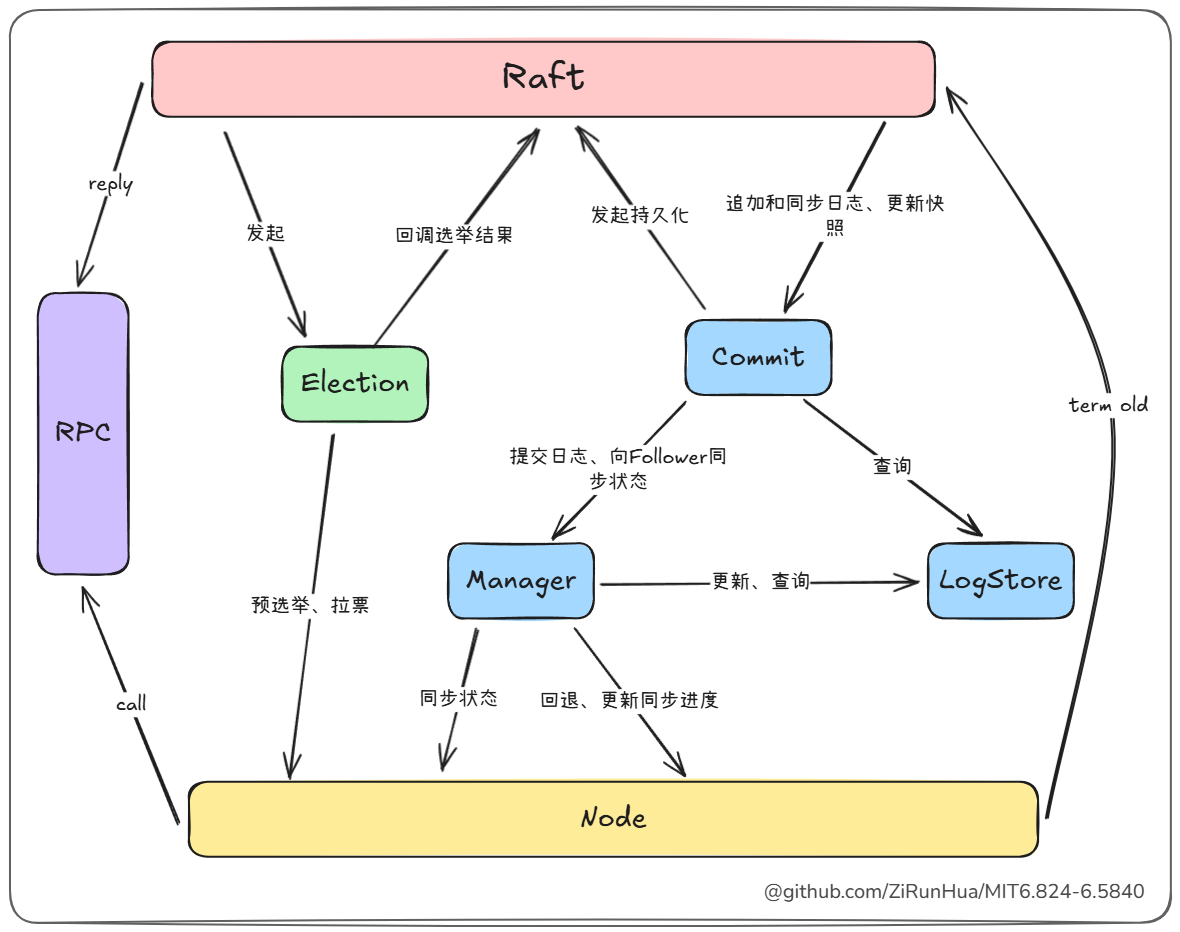 Raft
reply
发起
回调选举结果
发起持久化
追加和同步日志、更新快
照
Election
Commit
RPC
term old
提交日志、向Follower同
步状态
查询
Manager
更新、查询
LogStore
预选举、拉票
同步状态
回退、更新同步进度
call
Node
@github.com/ZiRunHua/MIT6.824-6.5840